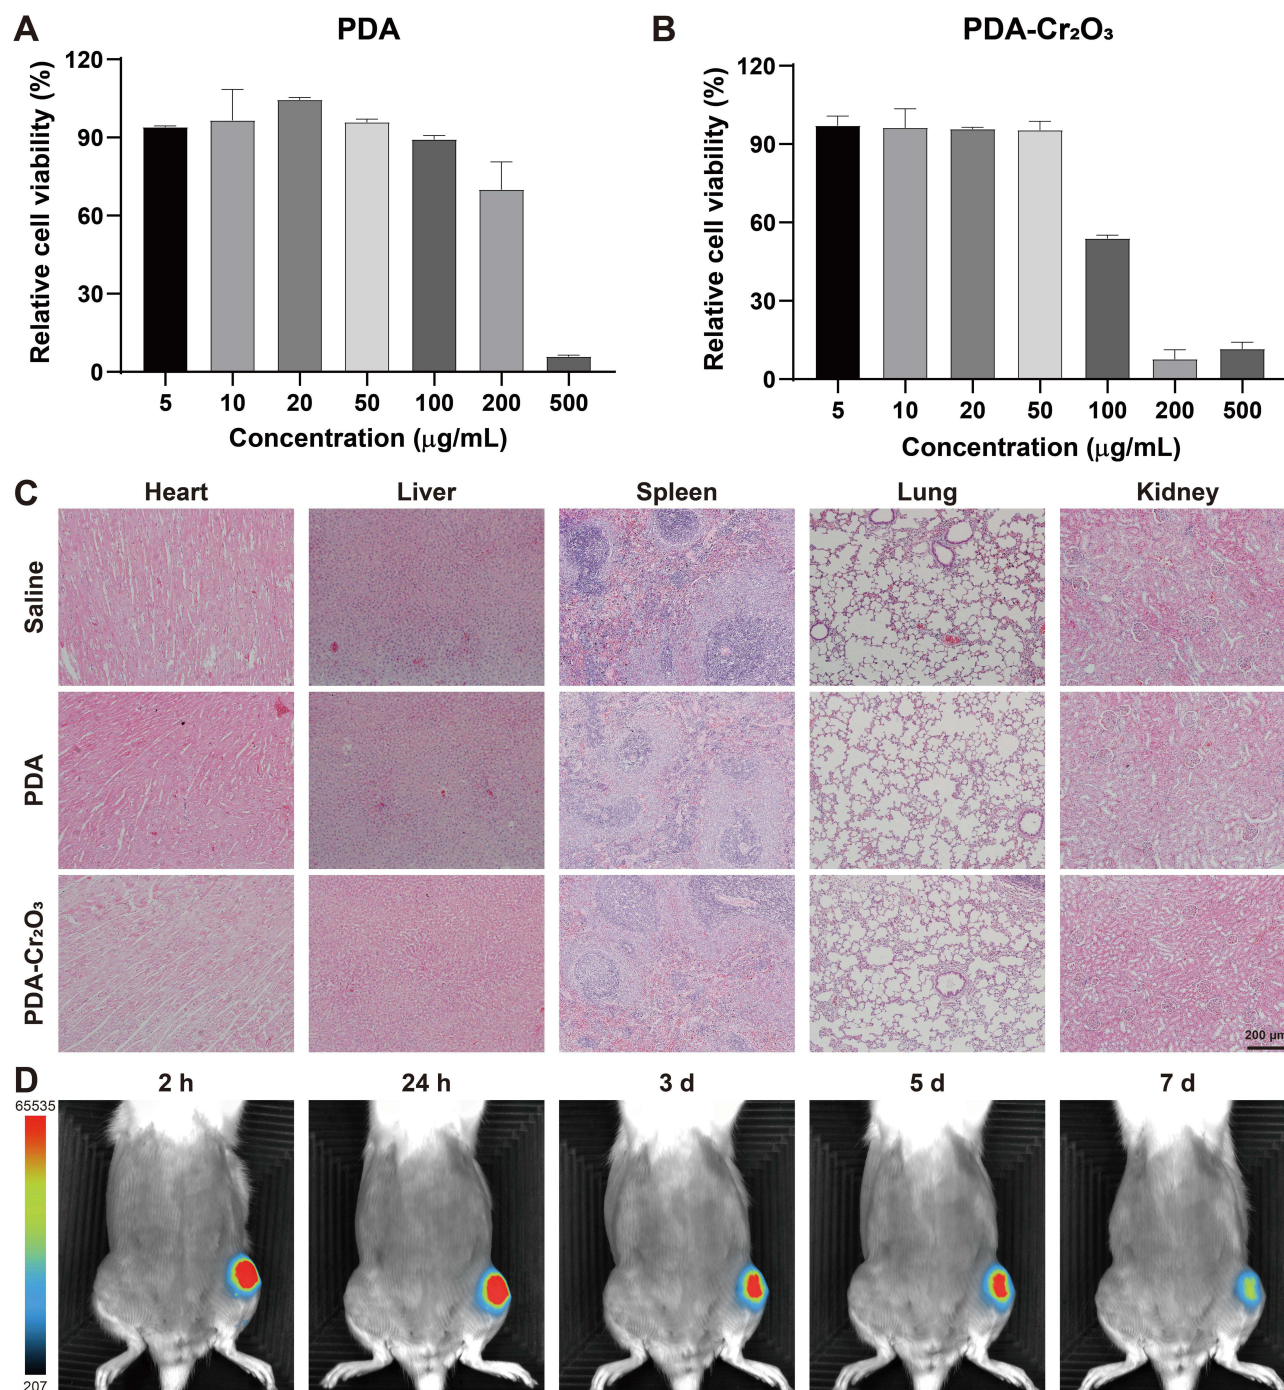 A
PDA
Relative cell viability (%)
120
90
60
30
0
5 10 20 50 100 200 500
Concentration (μg/mL)
B
PDA-Cr₂O₃
Relative cell viability (%)
120
90
60
30
0
5 10 20 50 100 200 500
Concentration (μg/mL)
C
Heart Liver Spleen Lung Kidney
Saline
PDA
PDA-Cr₂O₃
200 μm
D
2 h 24 h 3 d 5 d 7 d
65535
207